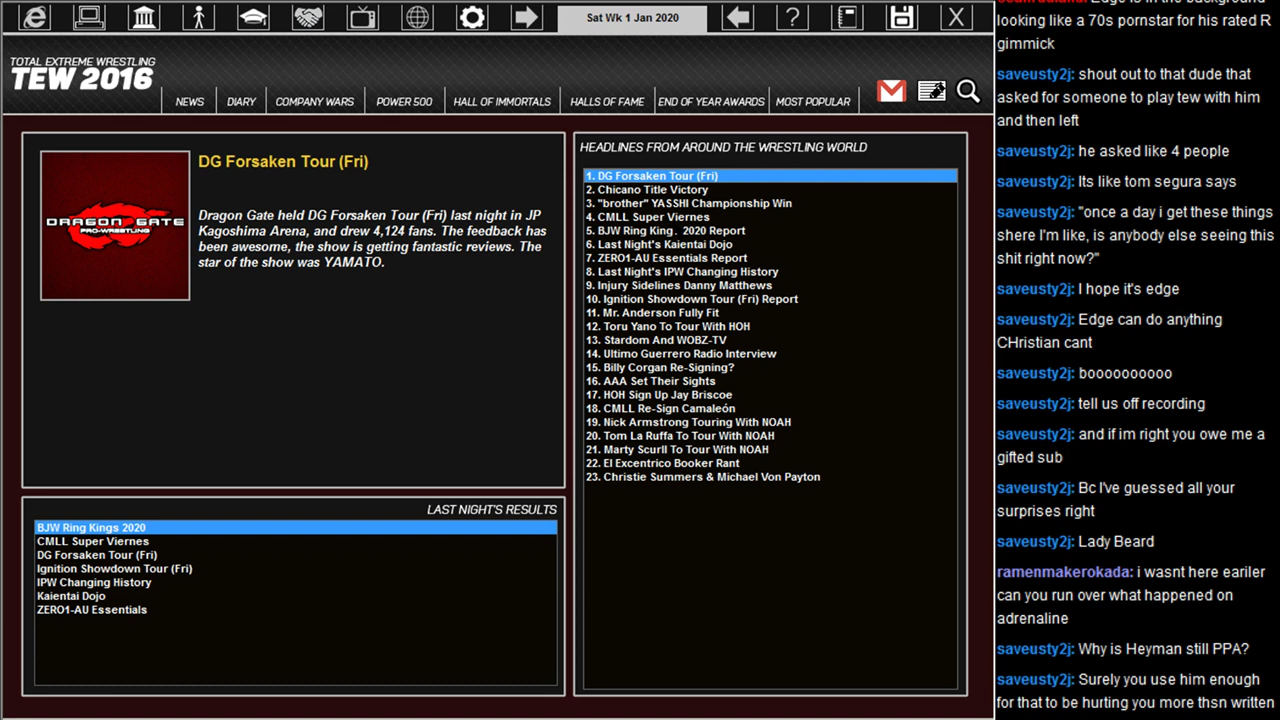 Sat Wk 1 Jan 2020
TOTAL EXTREME WRESTLING
TEW 2016
NEWS
DIARY
COMPANY WARS
POWER 500
HALL OF IMMORTALS
HALLS OF FAME
END OF YEAR AWARDS
MOST POPULAR
DRAGON GATE
PRO-WRESTLING
DG Forsaken Tour (Fri)
Dragon Gate held DG Forsaken Tour (Fri) last night in JP
Kagoshima Arena, and drew 4,124 fans. The feedback has
been awesome, the show is getting fantastic reviews. The
star of the show was YAMATO.
LAST NIGHT'S RESULTS
BJW Ring Kings 2020
CMLL Super Viernes
DG Forsaken Tour (Fri)
Ignition Showdown Tour (Fri)
IPW Changing History
Kaientai Dojo
ZERO1-AU Essentials
HEADLINES FROM AROUND THE WRESTLING WORLD
1. DG Forsaken Tour (Fri)
2. Chicano Title Victory
3. "brother" YASSHI Championship Win
4. CMLL Super Viernes
5. BJW Ring King.  2020 Report
6. Last Night's Kaientai Dojo
7. ZERO1-AU Essentials Report
8. Last Night's IPW Changing History
9. Injury Sidelines Danny Matthews
10. Ignition Showdown Tour (Fri) Report
11. Mr. Anderson Fully Fit
12. Toru Yano To Tour With HOH
13. Stardom And WOBZ-TV
14. Ultimo Guerrero Radio Interview
15. Billy Corgan Re-Signing?
16. AAA Set Their Sights
17. HOH Sign Up Jay Briscoe
18. CMLL Re-Sign Camaleón
19. Nick Armstrong Touring With NOAH
20. Tom La Ruffa To Tour With NOAH
21. Marty Scurll To Tour With NOAH
22. El Excentrico Booker Rant
23. Christie Summers & Michael Von Payton
Edge is in the background
looking like a 70s pornstar for his rated R
gimmick
saveusty2j: shout out to that dude that
asked for someone to play tew with him
and then left
saveusty2j: he asked like 4 people
saveusty2j: Its like tom segura says
saveusty2j: "once a day i get these things
shere I'm like, is anybody else seeing this
shit right now?"
saveusty2j: I hope it's edge
saveusty2j: Edge can do anything
CHristian cant
saveusty2j: boooooooooo
saveusty2j: tell us off recording
saveusty2j: and if im right you owe me a
gifted sub
saveusty2j: Bc I've guessed all your
surprises right
saveusty2j: Lady Beard
ramenmakerokada: i wasnt here eariler
can you run over what happened on
adrenaline
saveusty2j: Why is Heyman still PPA?
saveusty2j: Surely you use him enough
for that to be hurting you more thsn written